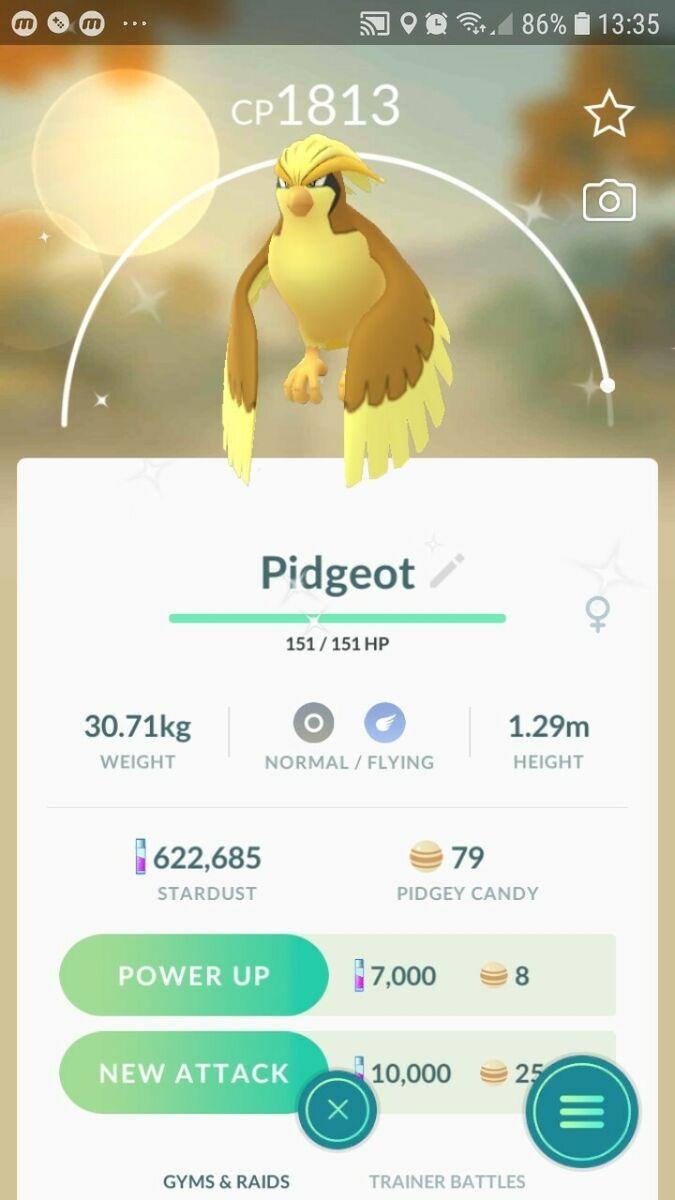 86% 13:35
CP1813
Pidgeot
151 / 151 HP
30.71kg
WEIGHT
NORMAL / FLYING
1.29m
HEIGHT
622,685
STARDUST
79
PIDGEY CANDY
POWER UP 7,000 8
NEW ATTACK 10,000 25
GYMS & RAIDS TRAINER BATTLES